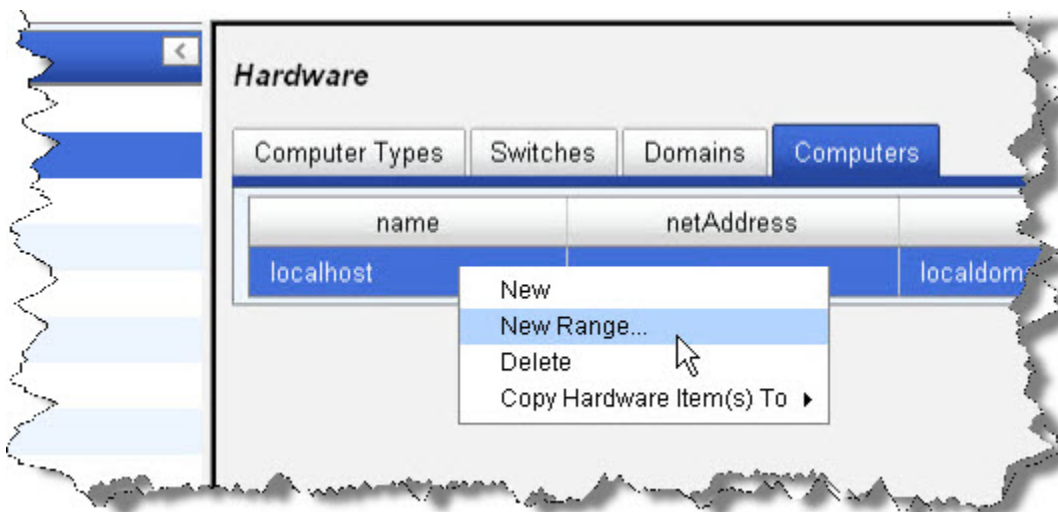 Hardware
Computer Types Switches Domains Computers
name netAddress
localhost
New
New Range...
Delete
Copy Hardware Item(s) To